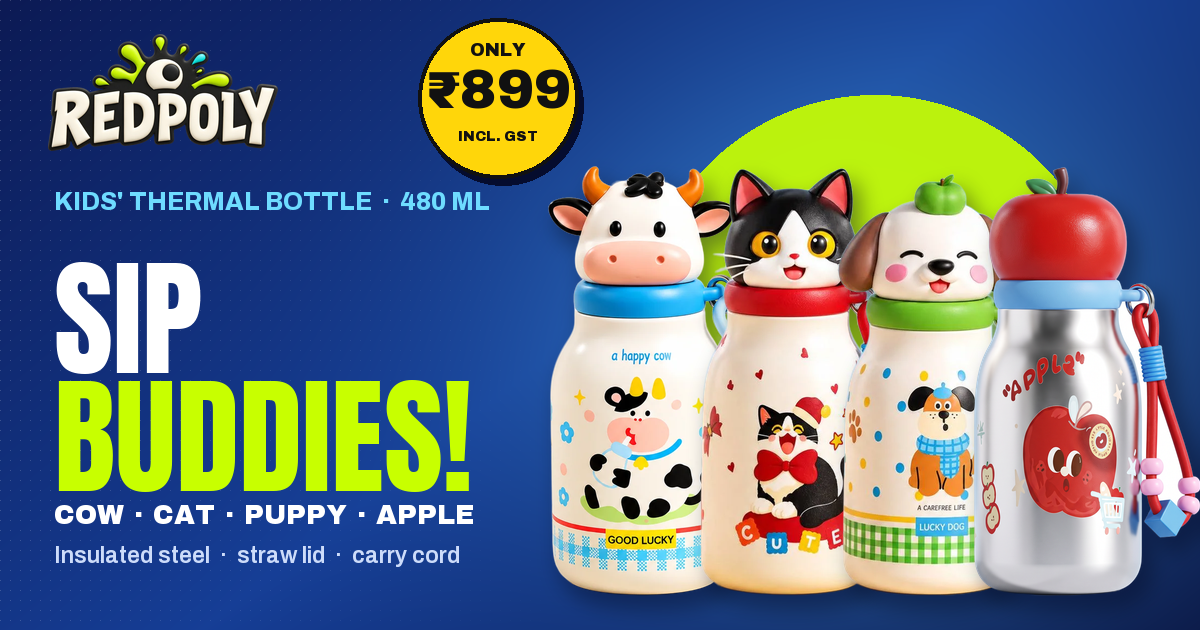 REDPOLY
ONLY
₹899
INCL. GST
KIDS' THERMAL BOTTLE · 480 ML
SIP
BUDDIES!
COW · CAT · PUPPY · APPLE
Insulated steel · straw lid · carry cord
a happy cow
GOOD LUCKY
CUTE
A CAREFREE LIFE
LUCKY DOG
"APPLE"